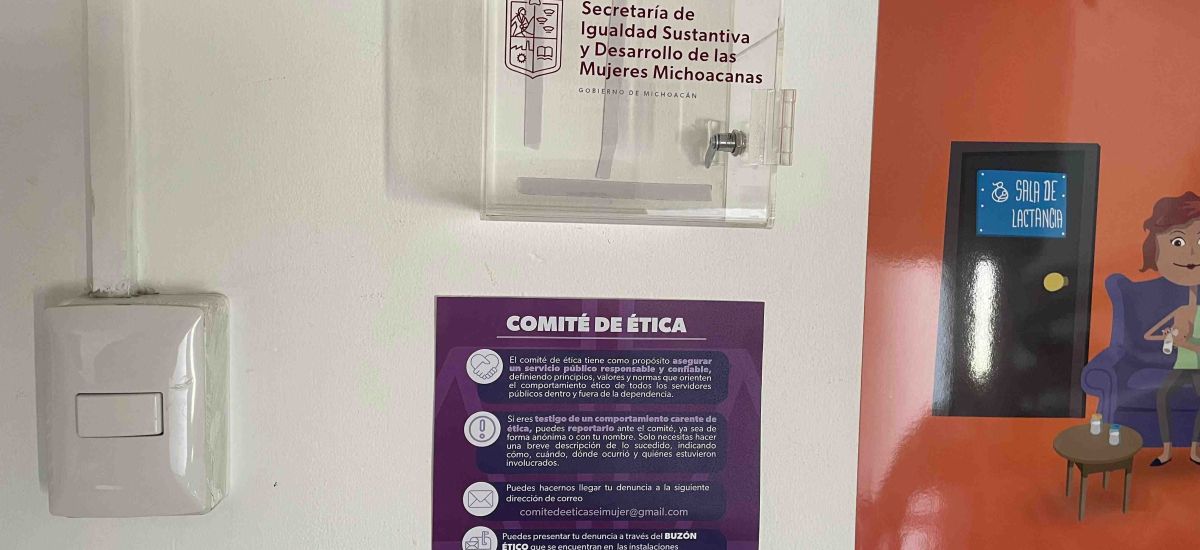 Secretaría de
Igualdad Sustantiva
y Desarrollo de las
Mujeres Michoacanas
GOBIERNO DE MICHOACÁN
SALA DE
LACTANCIA
COMITÉ DE ÉTICA
El comité de ética tiene como propósito asegurar
un servicio público responsable y confiable,
definiendo principios, valores y normas que orienten
el comportamiento ético de todos los servidores
públicos dentro y fuera de la dependencia.
Si eres testigo de un comportamiento carente de
ética, puedes reportarlo ante el comité, ya sea de
forma anónima o con tu nombre. Solo necesitas hacer
una breve descripción de lo sucedido, indicando
cómo, cuándo, dónde ocurrió y quiénes estuvieron
involucrados.
Puedes hacernos llegar tu denuncia a la siguiente
dirección de correo
comitedeeticaseimujer@gmail.com
Puedes presentar tu denuncia a través del BUZÓN
ÉTICO que se encuentran en las instalaciones